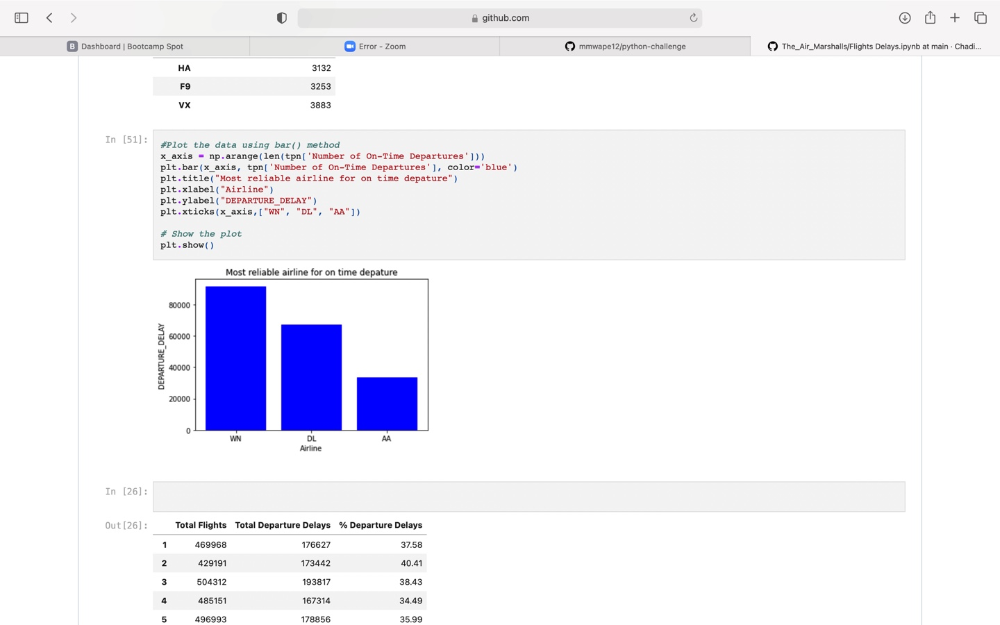 github.com
B Dashboard | Bootcamp Spot
Error - Zoom
mmwape12/python-challenge
The_Air_Marshalls/Flights Delays.ipynb at main · Chadi...
HA 3132
F9 3253
VX 3883
In [51]:
#Plot the data using bar() method
x_axis = np.arange(len(tpn['Number of On-Time Departures']))
plt.bar(x_axis, tpn['Number of On-Time Departures'], color='blue')
plt.title("Most reliable airline for on time depature")
plt.xlabel("Airline")
plt.ylabel("DEPARTURE_DELAY")
plt.xticks(x_axis,["WN", "DL", "AA"])
# Show the plot
plt.show()
Most reliable airline for on time depature
DEPARTURE_DELAY
80000
60000
40000
20000
0
WN DL AA
Airline
In [26]:
Out[26]:
Total Flights Total Departure Delays % Departure Delays
1 469968 176627 37.58
2 429191 173442 40.41
3 504312 193817 38.43
4 485151 167314 34.49
5 496993 178856 35.99